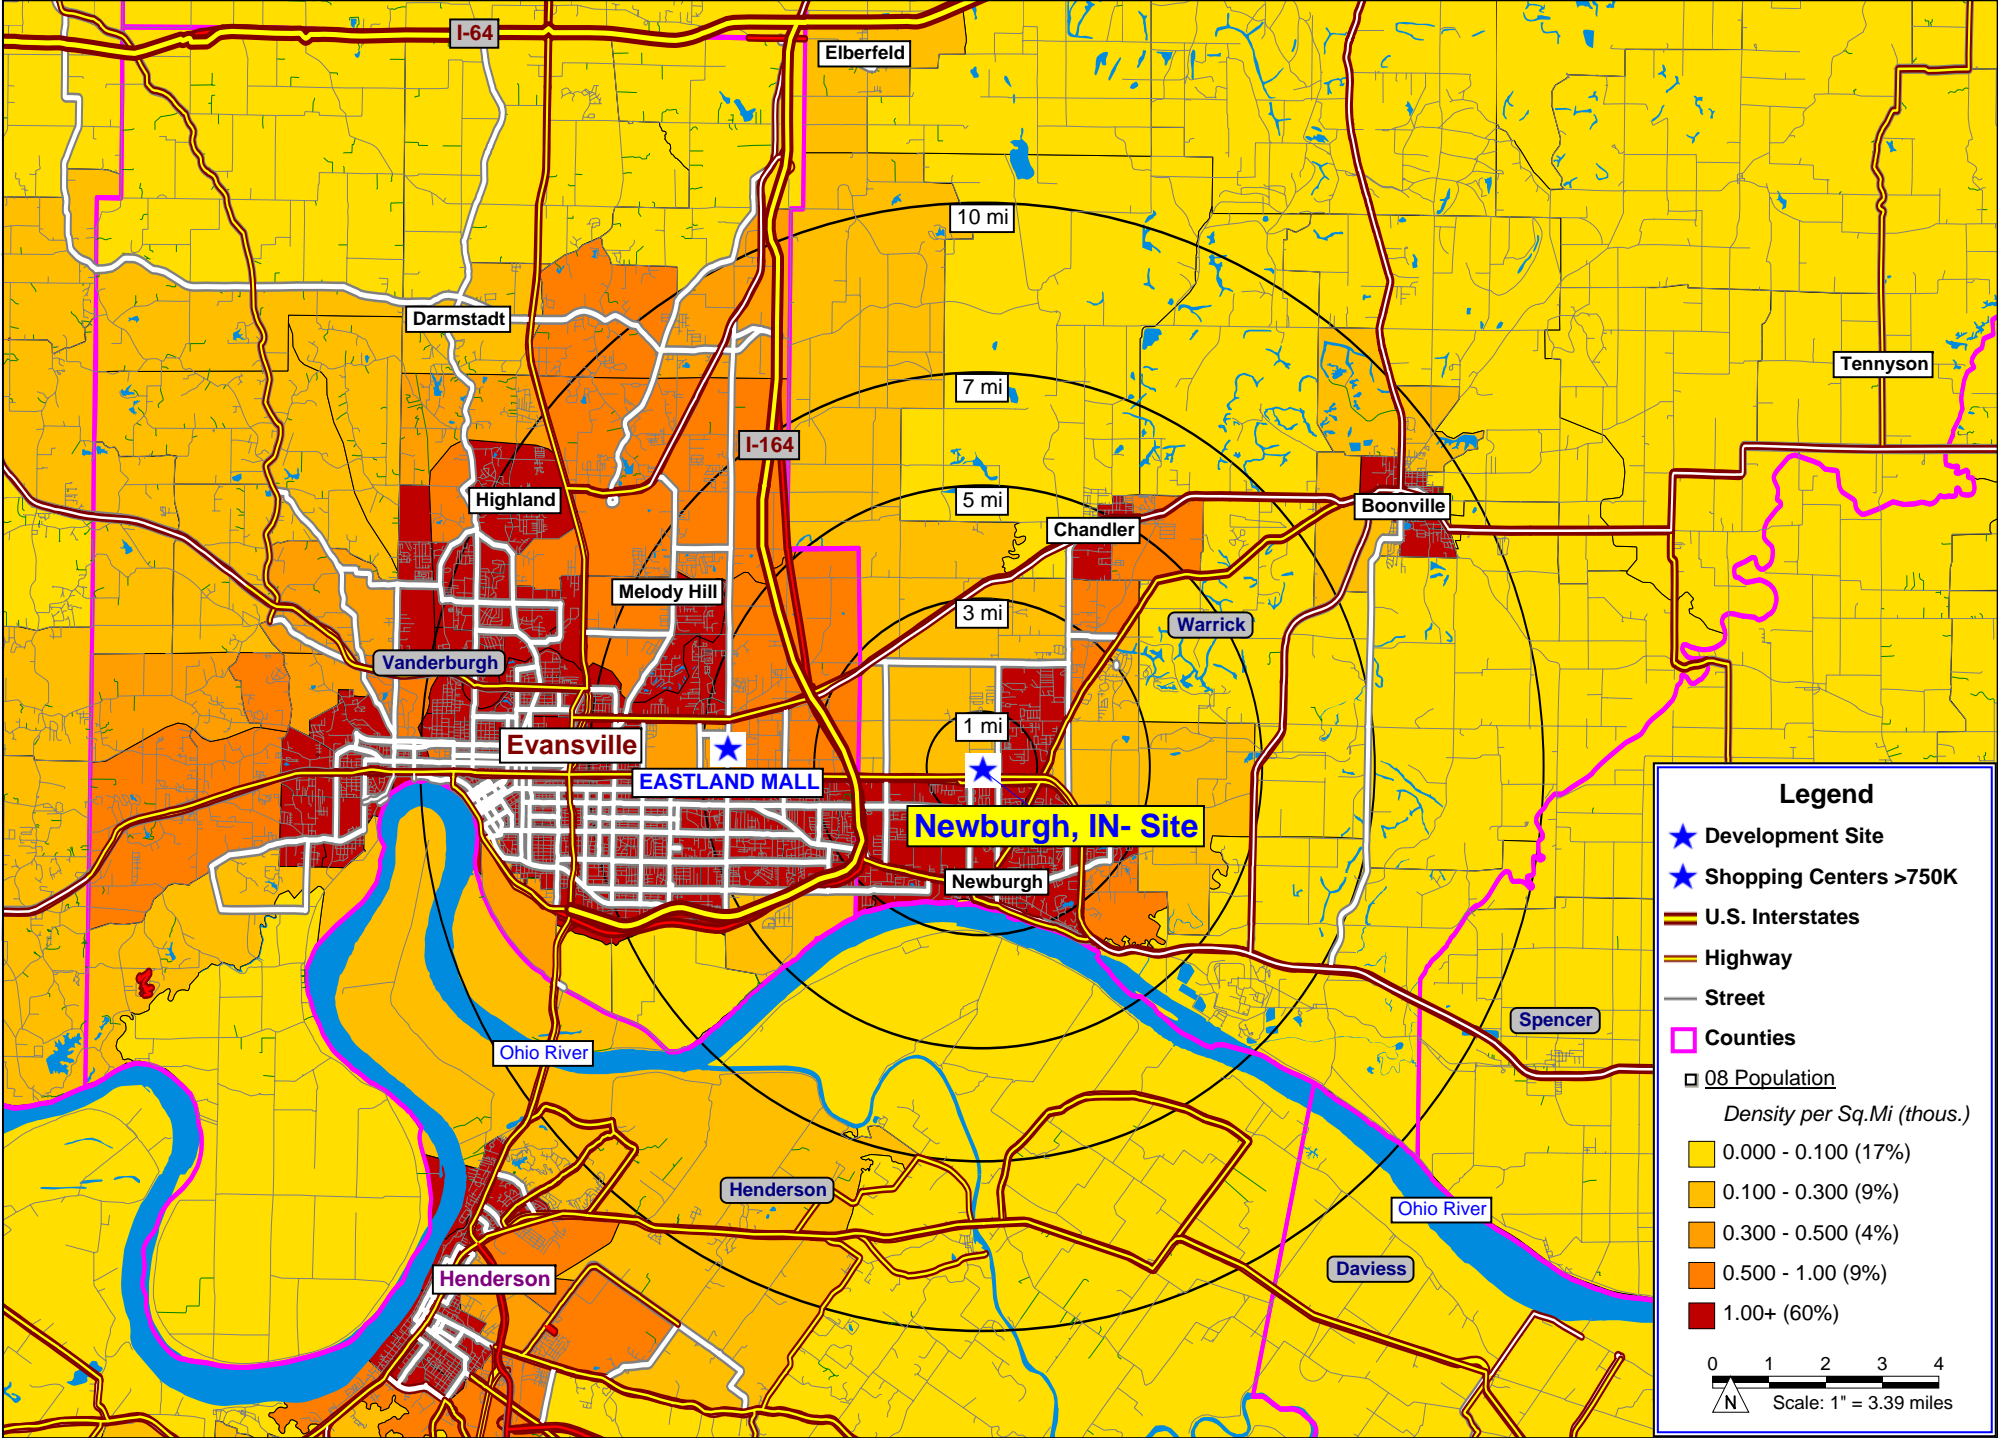 I-64
Elberfeld
10 mi
Darmstadt
Tennyson
7 mi
I-164
Highland
5 mi
Boonville
Chandler
Melody Hill
3 mi
Warrick
Vanderburgh
1 mi
Evansville
EASTLAND MALL
Newburgh, IN- Site
Newburgh
Spencer
Ohio River
Henderson
Ohio River
Daviess
Henderson
Legend
Development Site
Shopping Centers >750K
U.S. Interstates
Highway
Street
Counties
08 Population
Density per Sq.Mi (thous.)
0.000 - 0.100 (17%)
0.100 - 0.300 (9%)
0.300 - 0.500 (4%)
0.500 - 1.00 (9%)
1.00+ (60%)
0 1 2 3 4
N
Scale: 1" = 3.39 miles